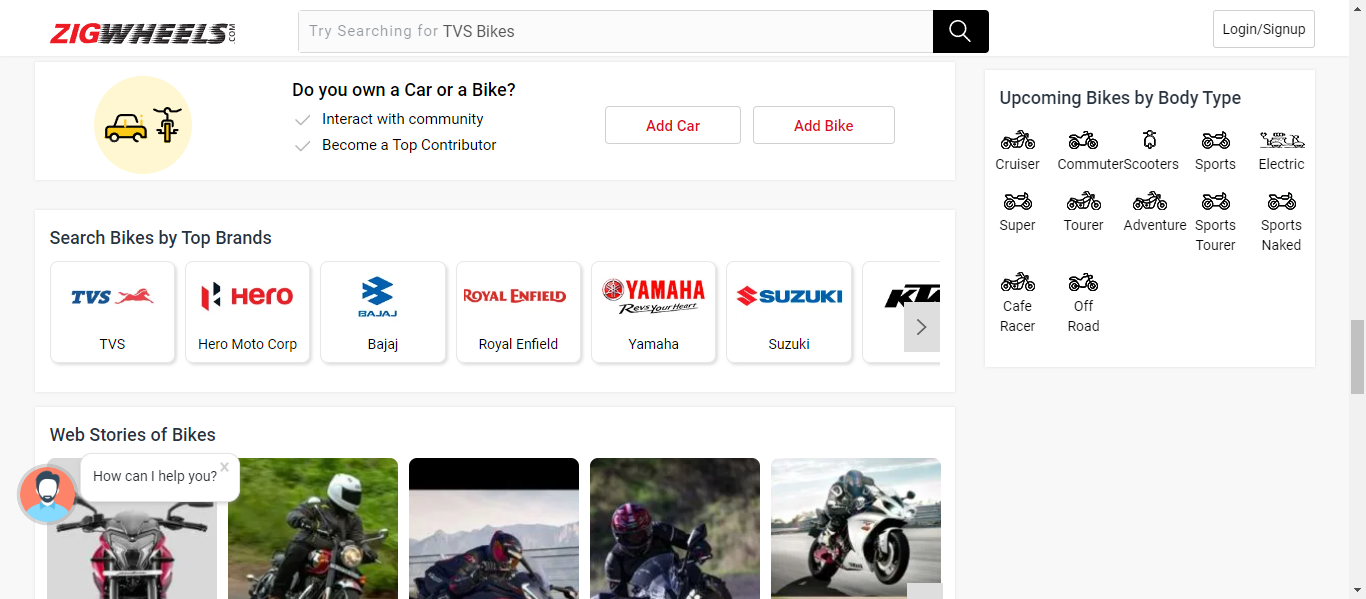 ZIGWHEELS.COM
Try Searching for TVS Bikes
Login/Signup
Do you own a Car or a Bike?
Interact with community
Become a Top Contributor
Add Car
Add Bike
Upcoming Bikes by Body Type
Cruiser
Commuter
Scooters
Sports
Electric
Super
Tourer
Adventure
Sports
Tourer
Sports
Naked
Cafe
Racer
Off
Road
Search Bikes by Top Brands
TVS
TVS
Hero
Hero Moto Corp
BAJAJ
Bajaj
ROYAL ENFIELD
Royal Enfield
YAMAHA
Revs Your Heart
Yamaha
SUZUKI
Suzuki
KTM
Web Stories of Bikes
How can I help you?
×